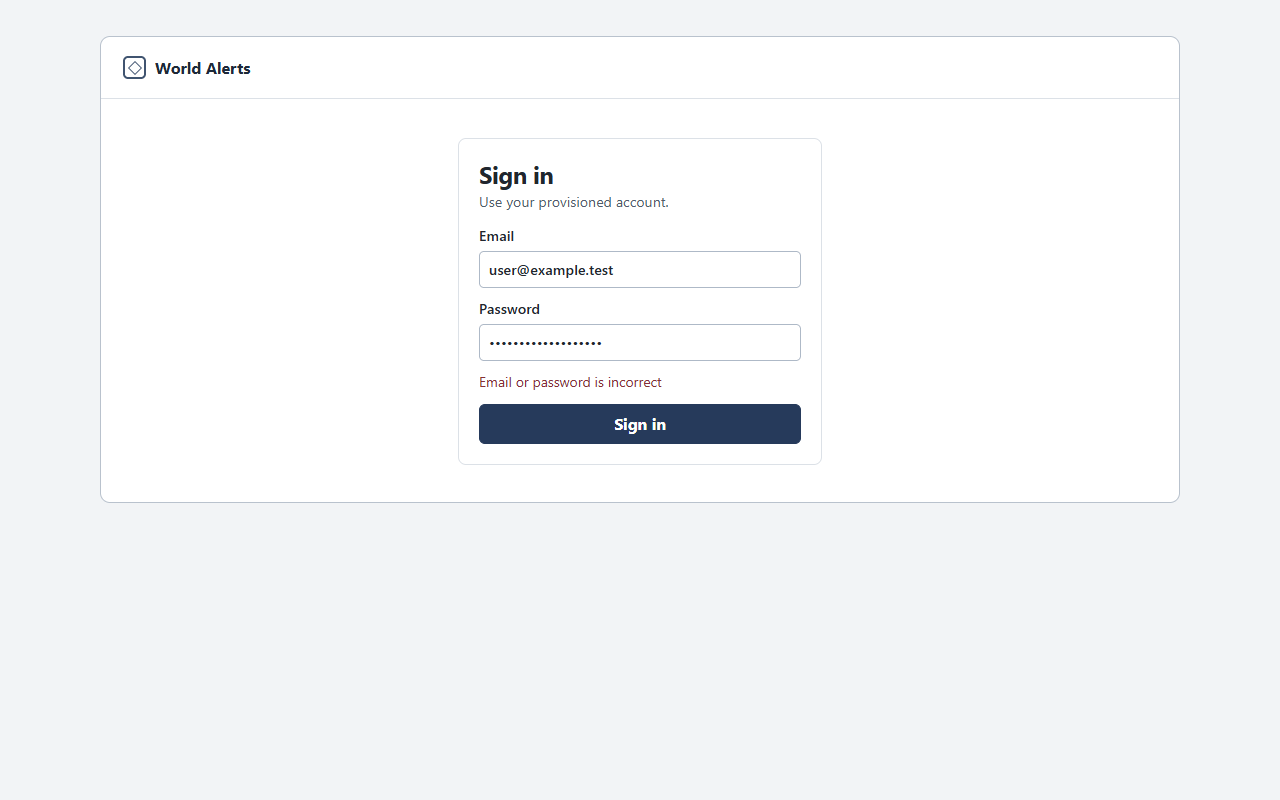 World Alerts
Sign in
Use your provisioned account.
Email
user@example.test
Password
•••••••••••••••••••
Email or password is incorrect
Sign in